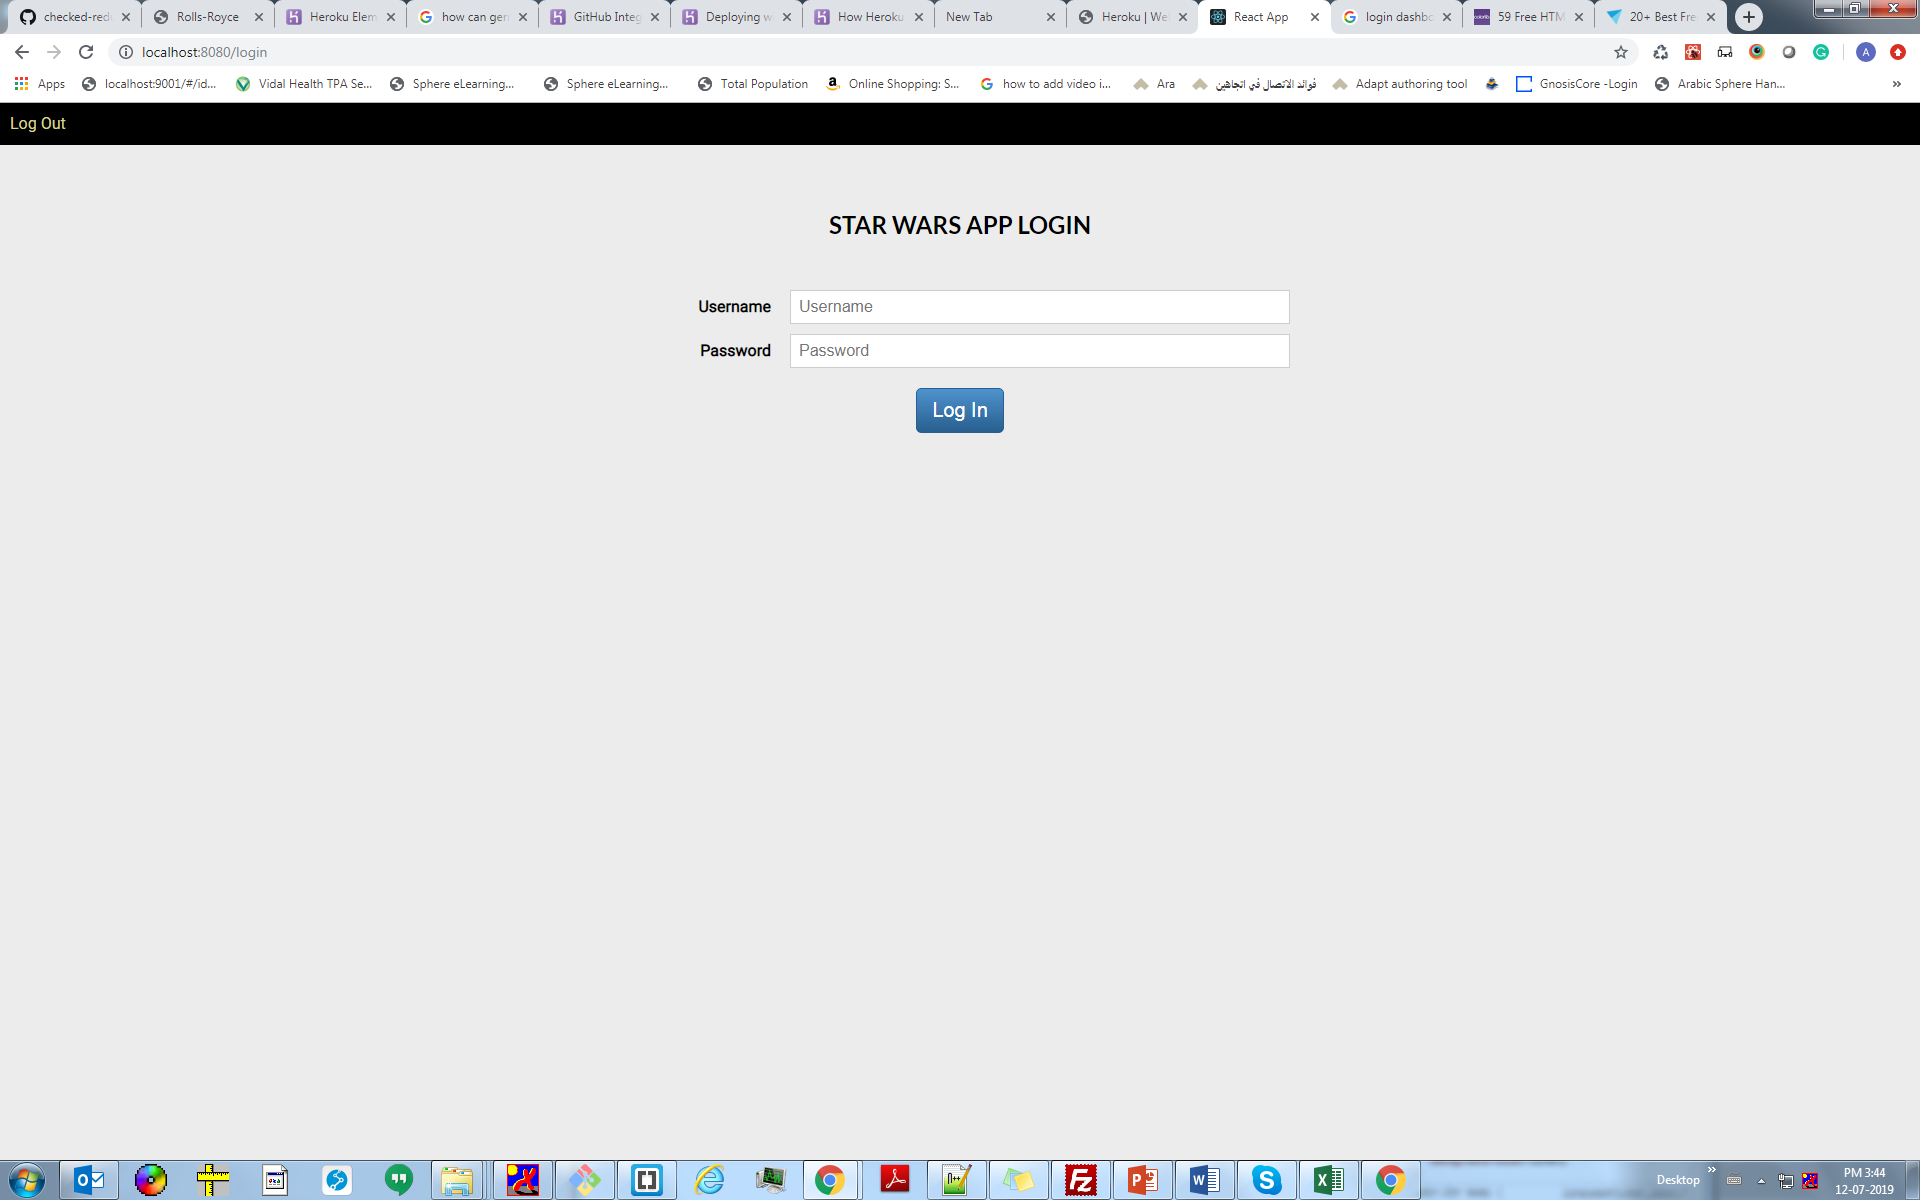 checked-red Rolls-Royce Heroku Elem how can gen GitHub Integ Deploying w How Heroku New Tab Heroku | We React App login dashb 59 Free HTM 20+ Best Fre
localhost:8080/login A
Apps localhost:9001/#/id... Vidal Health TPA Se... Sphere eLearning... Sphere eLearning... Total Population Online Shopping: S... how to add video i... Ara فوائد الاتصال في اتجاهين Adapt authoring tool GnosisCore -Login Arabic Sphere Han... »
Log Out
STAR WARS APP LOGIN
Username Username
Password Password
Log In
Desktop » PM 3:44
12-07-2019